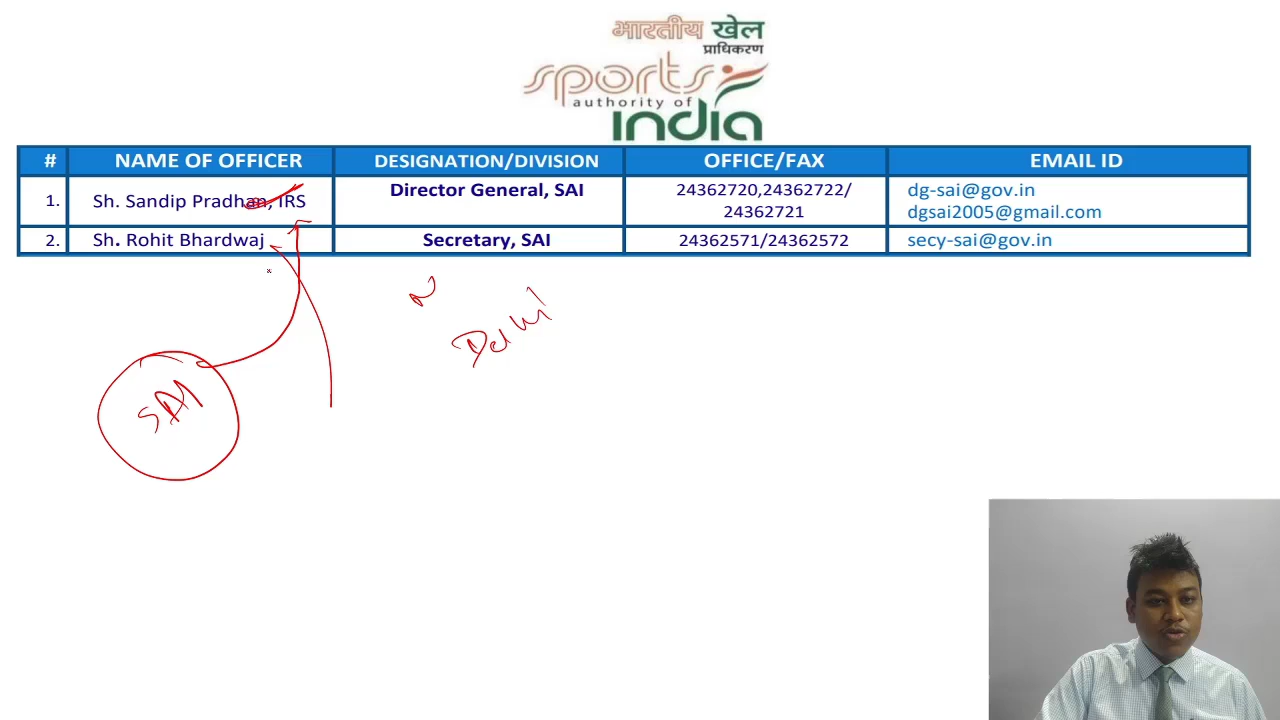 भारतीय खेल
प्राधिकरण
sports
authority of
india
# NAME OF OFFICER DESIGNATION/DIVISION OFFICE/FAX EMAIL ID
1. Sh. Sandip Pradhan, IRS Director General, SAI 24362720,24362722/ 24362721 dg-sai@gov.in dgsai2005@gmail.com
2. Sh. Rohit Bhardwaj Secretary, SAI 24362571/24362572 secy-sai@gov.in
N
Delhi
SAI